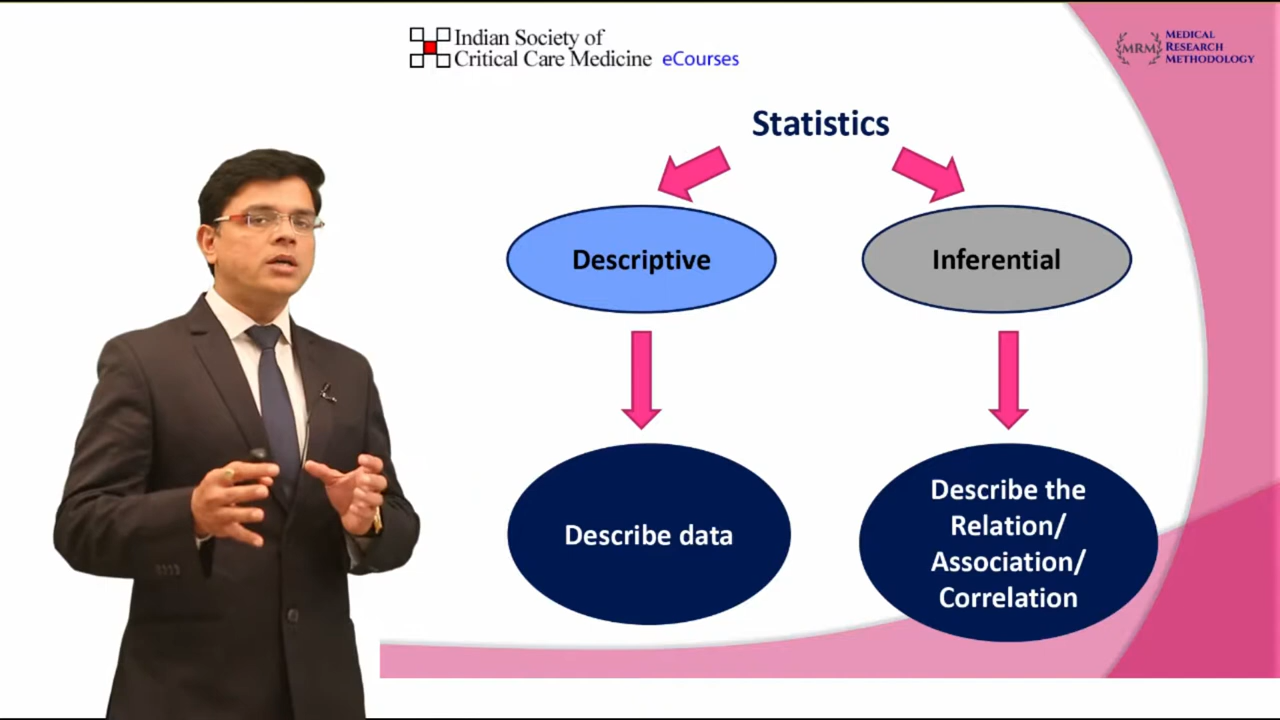 Indian Society of
Critical Care Medicine eCourses
MRM
MEDICAL
RESEARCH
METHODOLOGY
Statistics
Descriptive
Inferential
Describe data
Describe the
Relation/
Association/
Correlation